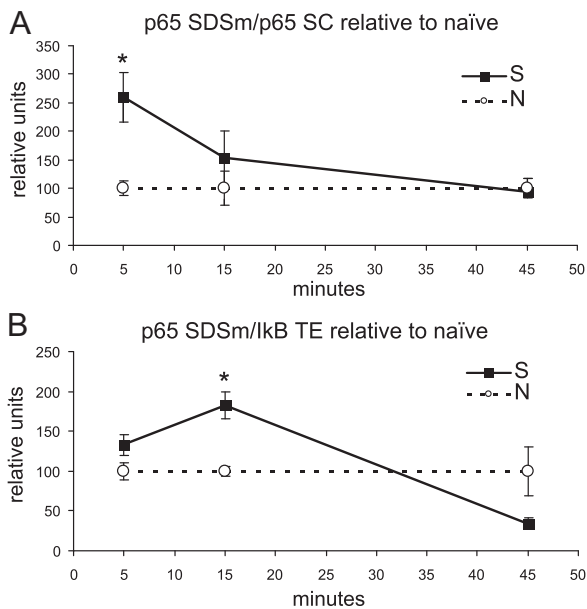 A
p65 SDSm/p65 SC relative to naïve
relative units
350
300
250
200
150
100
50
0
*
S
N
0 5 10 15 20 25 30 35 40 45 50
minutes
B
p65 SDSm/IkB TE relative to naïve
relative units
250
200
150
100
50
0
*
S
N
0 5 10 15 20 25 30 35 40 45 50
minutes